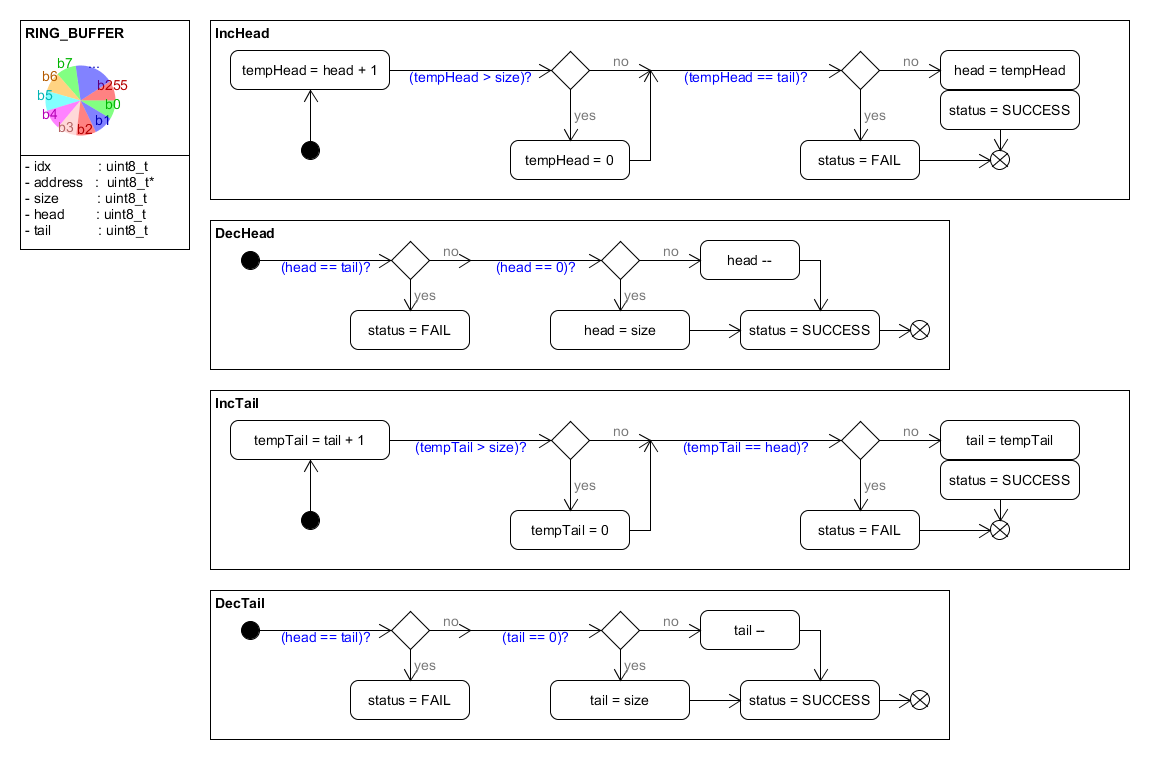 RING_BUFFER
b7
...
b6
b255
b5
b0
b4
b1
b3
b2
- idx : uint8_t
- address : uint8_t*
- size : uint8_t
- head : uint8_t
- tail : uint8_t
IncHead
tempHead = head + 1
(tempHead > size)?
no
yes
tempHead = 0
(tempHead == tail)?
no
yes
head = tempHead
status = SUCCESS
status = FAIL
DecHead
(head == tail)?
no
yes
status = FAIL
(head == 0)?
no
yes
head --
head = size
status = SUCCESS
IncTail
tempTail = tail + 1
(tempTail > size)?
no
yes
tempTail = 0
(tempTail == head)?
no
yes
tail = tempTail
status = SUCCESS
status = FAIL
DecTail
(head == tail)?
no
yes
status = FAIL
(tail == 0)?
no
yes
tail --
tail = size
status = SUCCESS